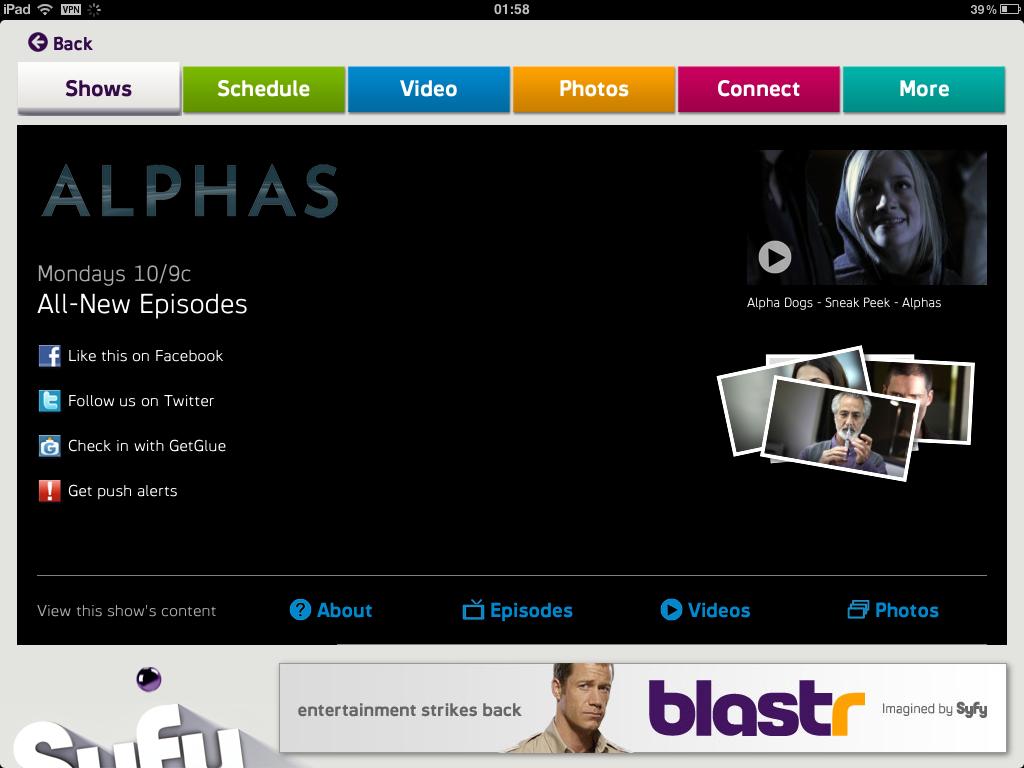 iPad VPN 01:58 39%
Back
Shows Schedule Video Photos Connect More
ALPHAS
Mondays 10/9c
All-New Episodes
Like this on Facebook
Follow us on Twitter
Check in with GetGlue
Get push alerts
Alpha Dogs - Sneak Peek - Alphas
View this show's content About Episodes Videos Photos
Syfy
entertainment strikes back blastr Imagined by Syfy